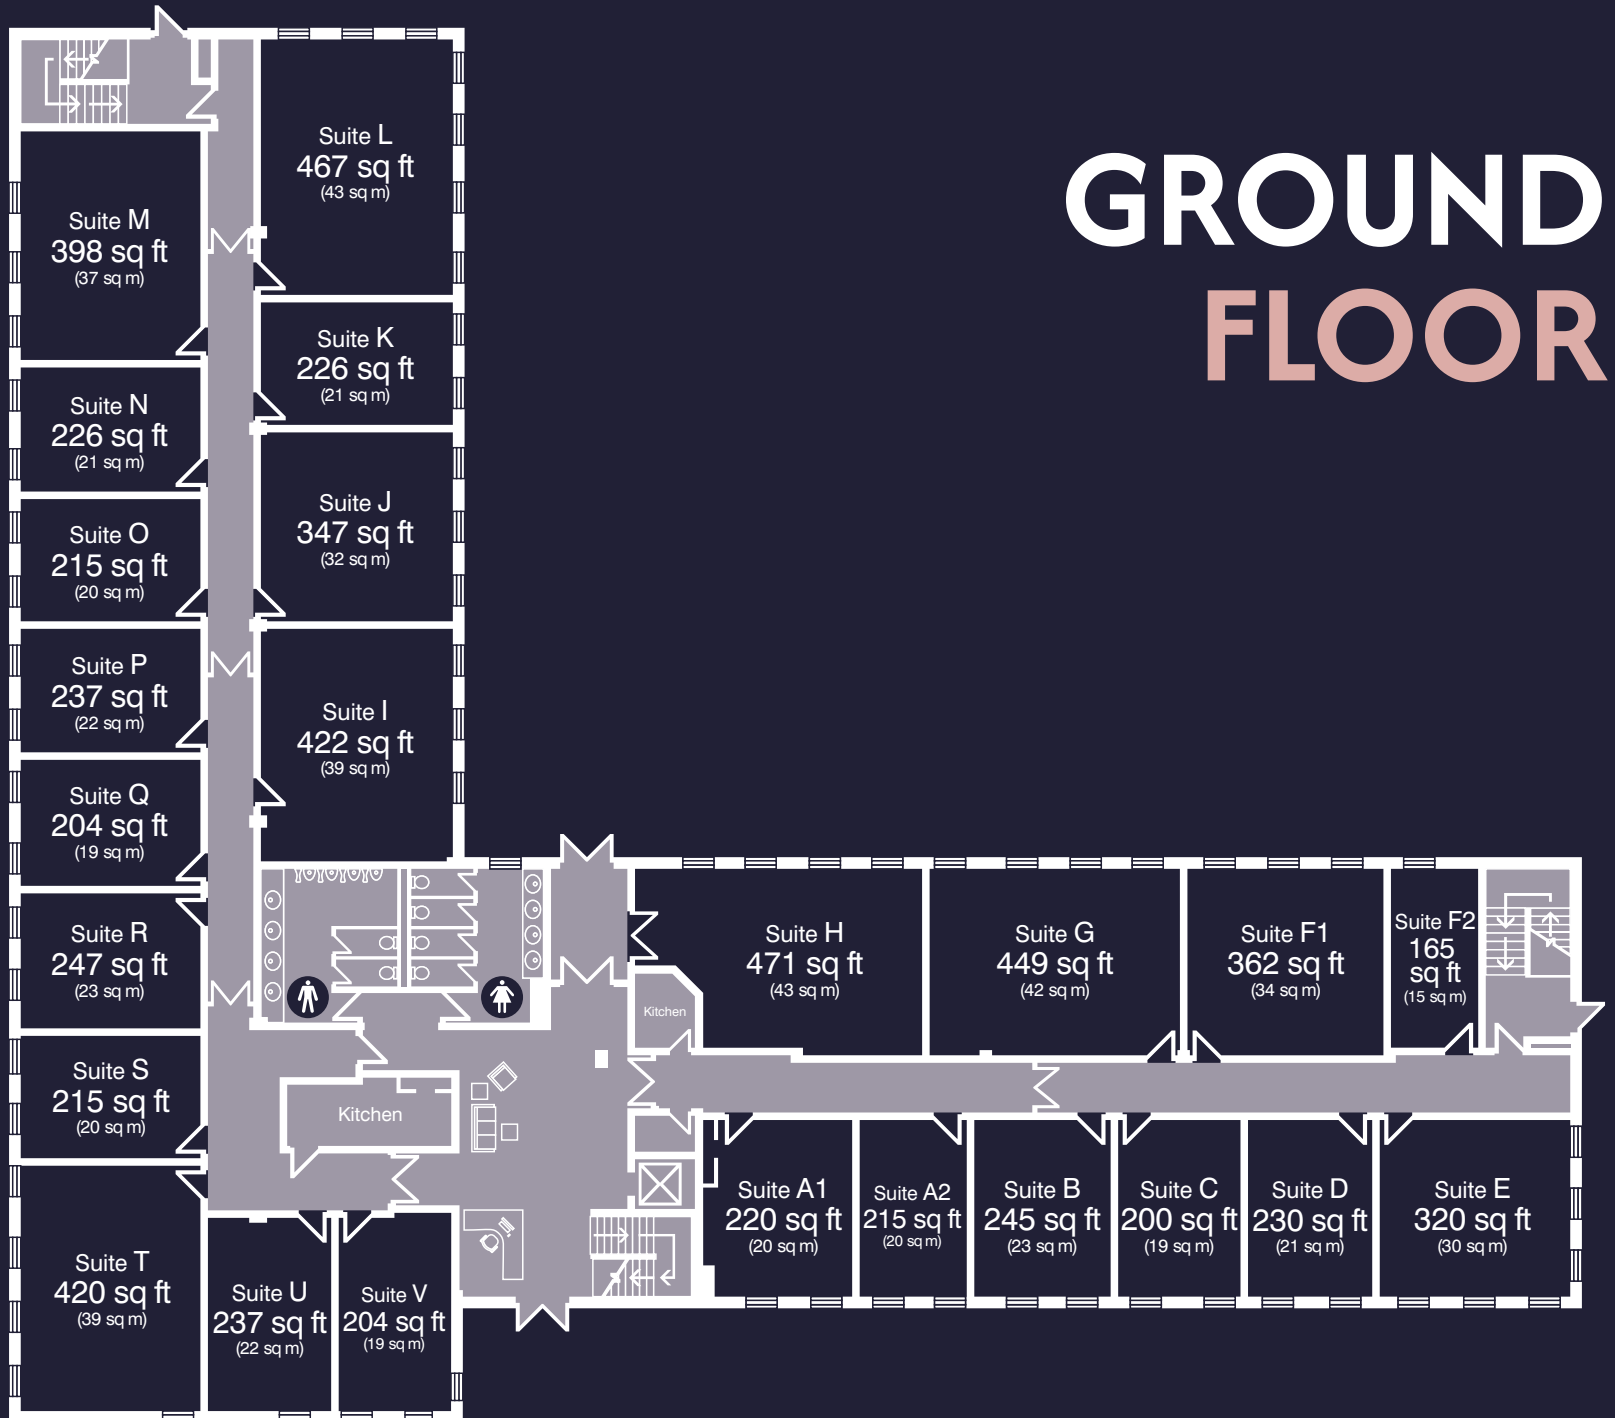 GROUND
FLOOR
Suite L
467 sq ft
(43 sq m)
Suite M
398 sq ft
(37 sq m)
Suite K
226 sq ft
(21 sq m)
Suite N
226 sq ft
(21 sq m)
Suite J
347 sq ft
(32 sq m)
Suite O
215 sq ft
(20 sq m)
Suite P
237 sq ft
(22 sq m)
Suite I
422 sq ft
(39 sq m)
Suite Q
204 sq ft
(19 sq m)
Suite R
247 sq ft
(23 sq m)
Suite H
471 sq ft
(43 sq m)
Suite G
449 sq ft
(42 sq m)
Suite F1
362 sq ft
(34 sq m)
Suite F2
165
sq ft
(15 sq m)
Kitchen
Suite S
215 sq ft
(20 sq m)
Kitchen
Suite A1
220 sq ft
(20 sq m)
Suite A2
215 sq ft
(20 sq m)
Suite B
245 sq ft
(23 sq m)
Suite C
200 sq ft
(19 sq m)
Suite D
230 sq ft
(21 sq m)
Suite E
320 sq ft
(30 sq m)
Suite T
420 sq ft
(39 sq m)
Suite U
237 sq ft
(22 sq m)
Suite V
204 sq ft
(19 sq m)